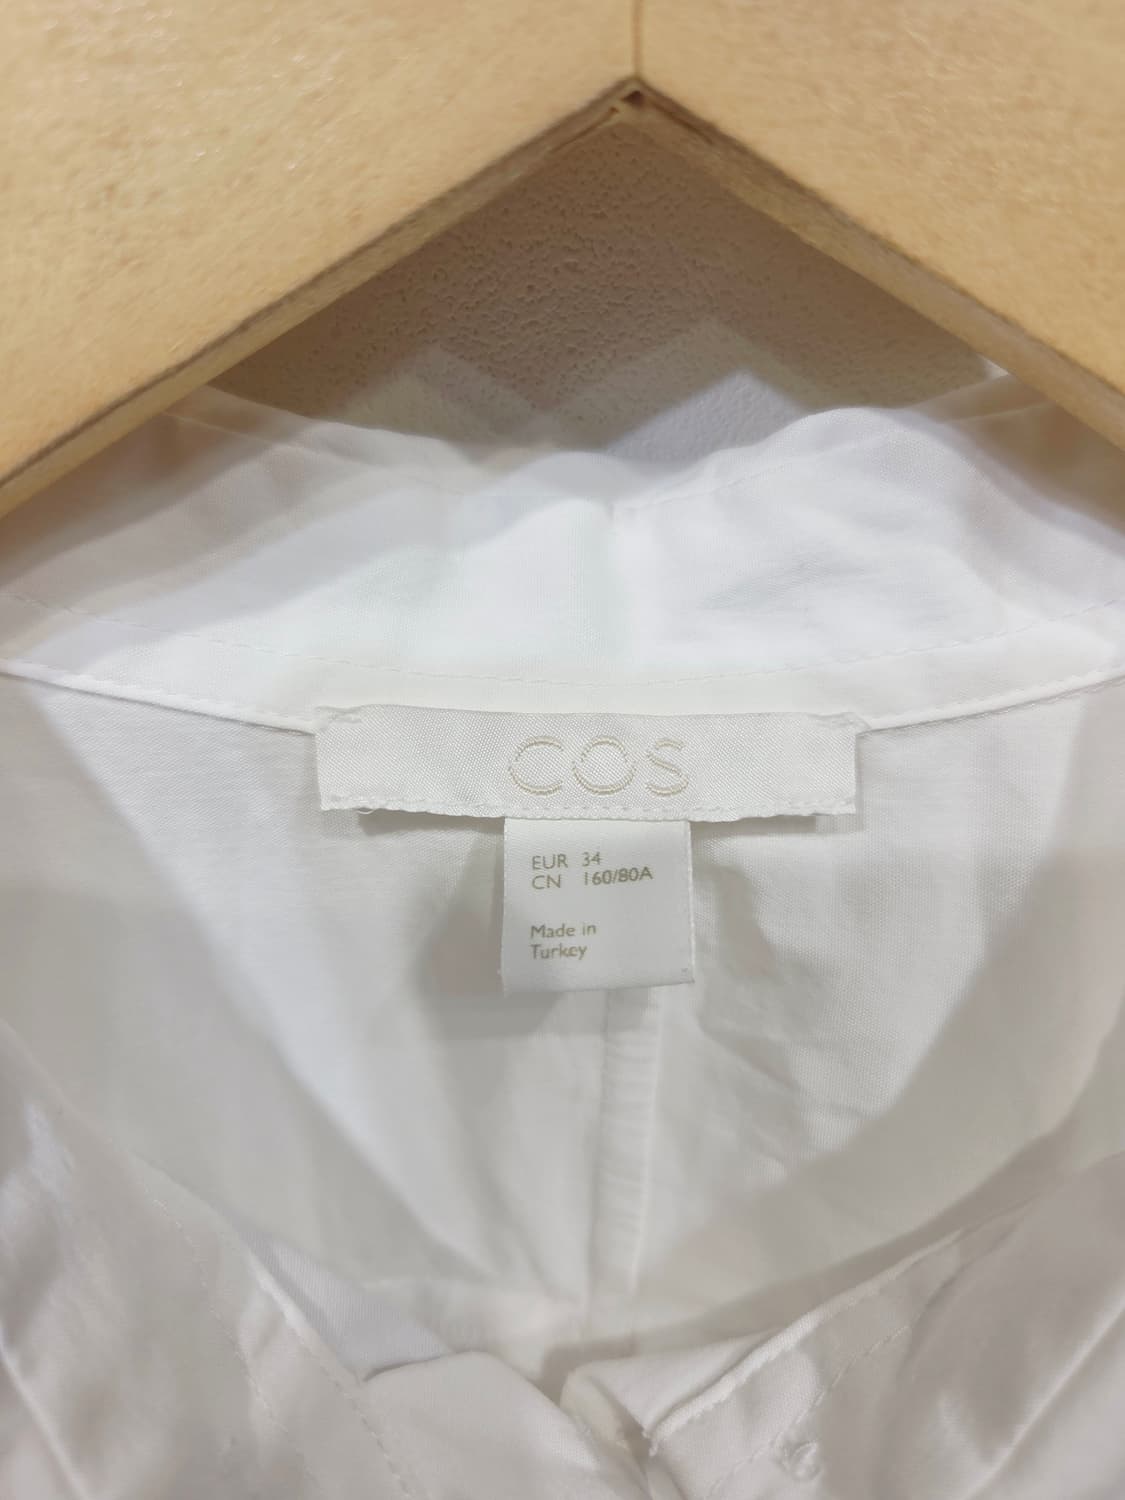 COS
EUR 34
CN 160/80A
Made in
Turkey